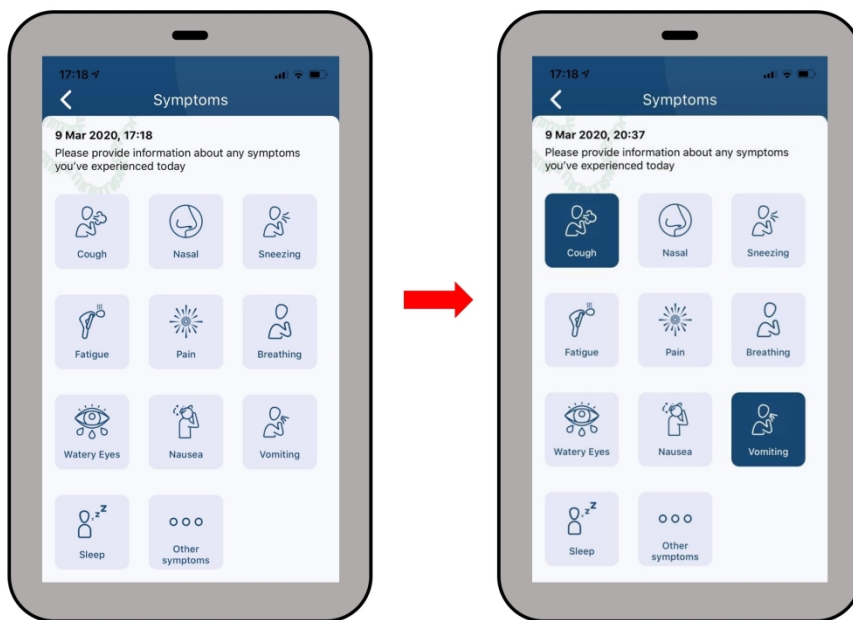 17:18
Symptoms
9 Mar 2020, 17:18
Please provide information about any symptoms
you've experienced today
Cough
Nasal
Sneezing
Fatigue
Pain
Breathing
Watery Eyes
Nausea
Vomiting
Sleep
Other
symptoms
17:18
Symptoms
9 Mar 2020, 20:37
Please provide information about any symptoms
you've experienced today
Cough
Nasal
Sneezing
Fatigue
Pain
Breathing
Watery Eyes
Nausea
Vomiting
Sleep
Other
symptoms